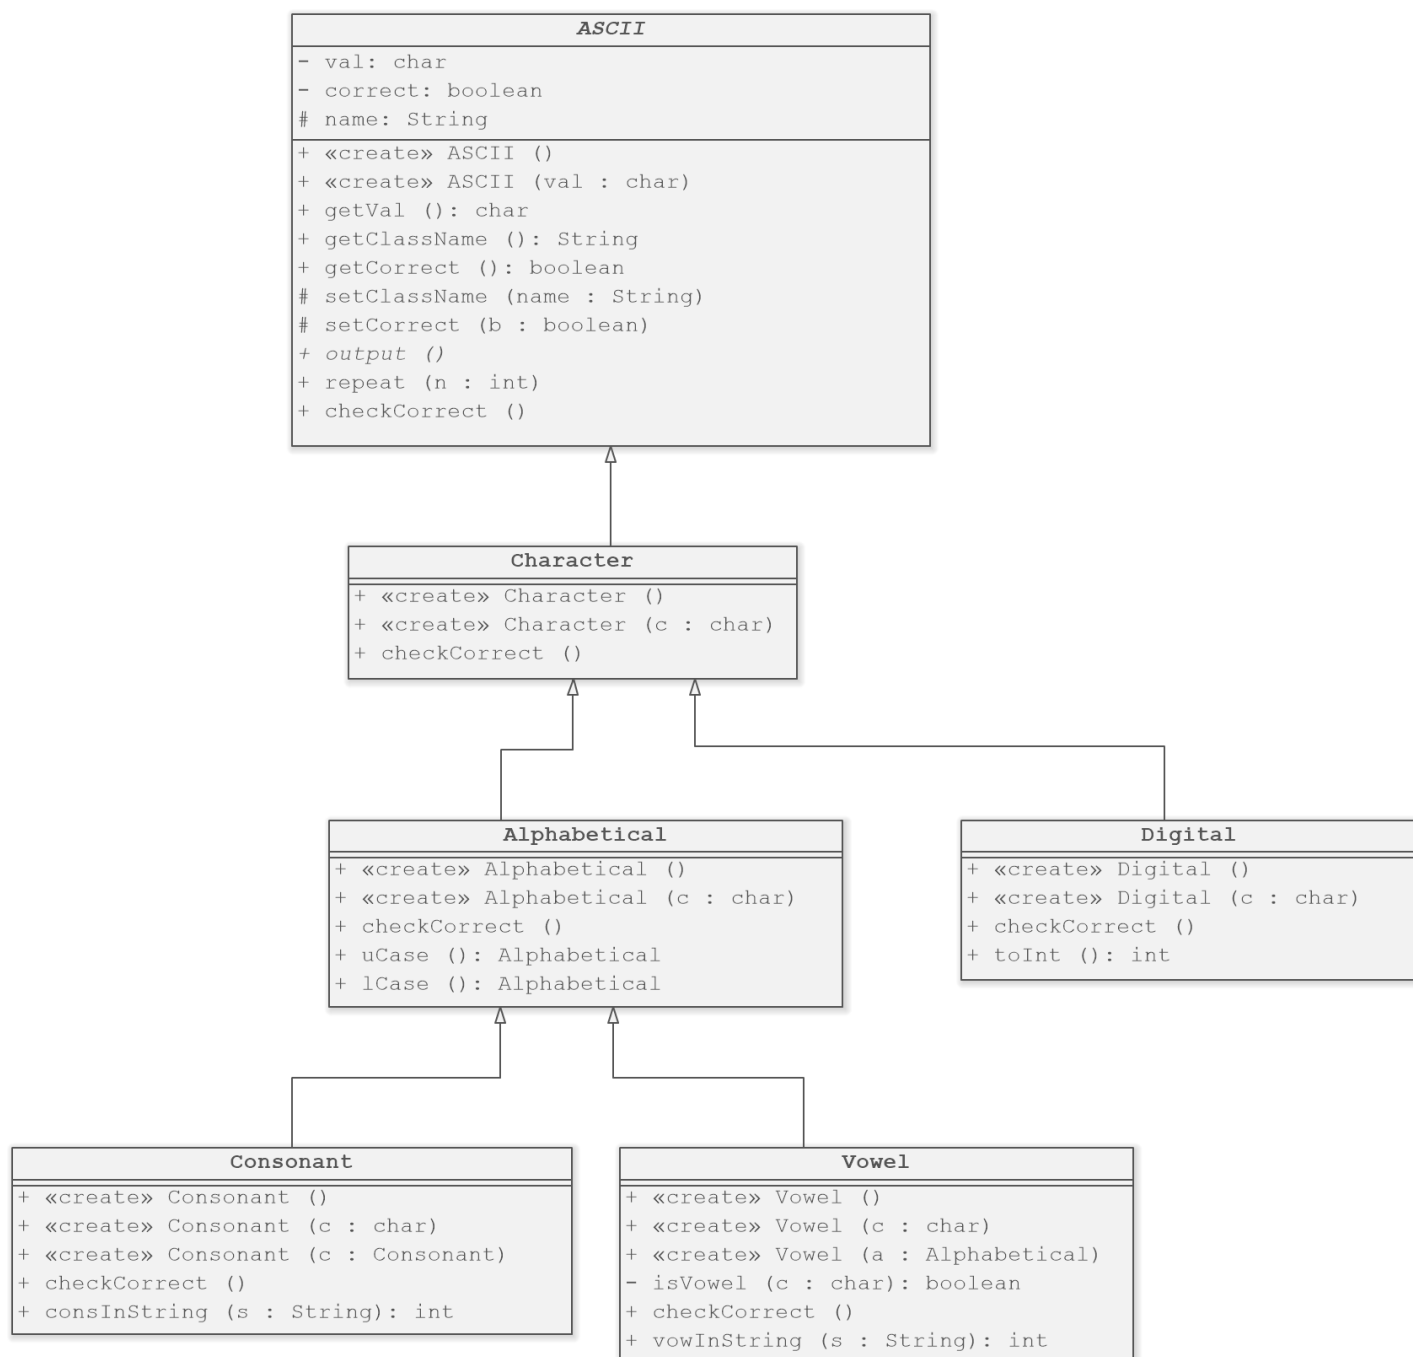 ASCII
- val: char
- correct: boolean
# name: String
+ «create» ASCII ()
+ «create» ASCII (val : char)
+ getVal (): char
+ getClassName (): String
+ getCorrect (): boolean
# setClassName (name : String)
# setCorrect (b : boolean)
+ output ()
+ repeat (n : int)
+ checkCorrect ()
Character
+ «create» Character ()
+ «create» Character (c : char)
+ checkCorrect ()
Alphabetical
+ «create» Alphabetical ()
+ «create» Alphabetical (c : char)
+ checkCorrect ()
+ uCase (): Alphabetical
+ lCase (): Alphabetical
Digital
+ «create» Digital ()
+ «create» Digital (c : char)
+ checkCorrect ()
+ toInt (): int
Consonant
+ «create» Consonant ()
+ «create» Consonant (c : char)
+ «create» Consonant (c : Consonant)
+ checkCorrect ()
+ consInString (s : String): int
Vowel
+ «create» Vowel ()
+ «create» Vowel (c : char)
+ «create» Vowel (a : Alphabetical)
- isVowel (c : char): boolean
+ checkCorrect ()
+ vowInString (s : String): int